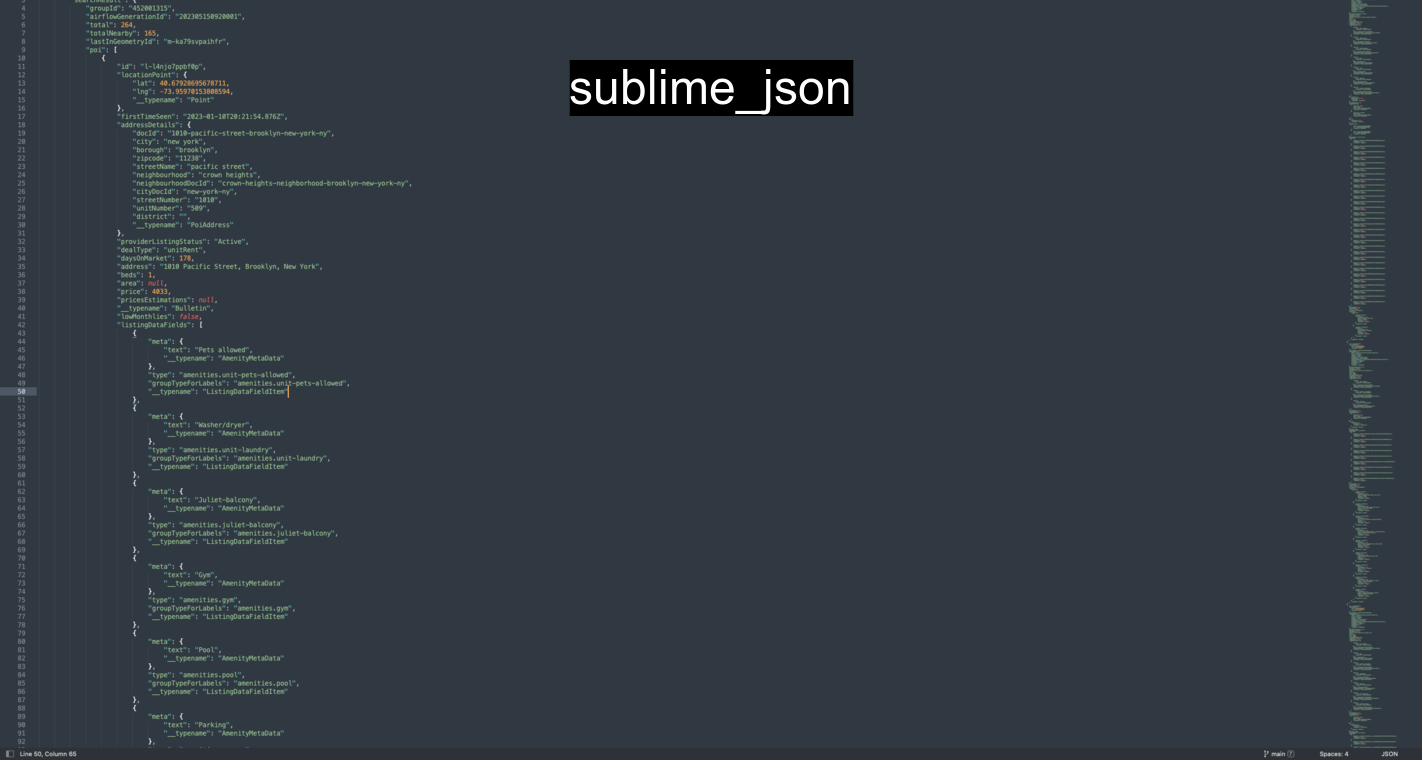 sublime_json
3 "searchResult": {
4 "groupId": "452001315",
5 "airflowGenerationId": "202305150920001",
6 "total": 264,
7 "totalNearby": 165,
8 "lastInGeometryId": "m-ka79svpaihfr",
9 "poi": [
10 {
11 "id": "l-l4njo7ppbf0p",
12 "locationPoint": {
13 "lat": 40.67928695678711,
14 "lng": -73.95970153808594,
15 "__typename": "Point"
16 },
17 "firstTimeSeen": "2023-01-10T20:21:54.876Z",
18 "addressDetails": {
19 "docId": "1010-pacific-street-brooklyn-new-york-ny",
20 "city": "new york",
21 "borough": "brooklyn",
22 "zipcode": "11238",
23 "streetName": "pacific street",
24 "neighbourhood": "crown heights",
25 "neighbourhoodDocId": "crown-heights-neighborhood-brooklyn-new-york-ny",
26 "cityDocId": "new-york-ny",
27 "streetNumber": "1010",
28 "unitNumber": "509",
29 "district": "",
30 "__typename": "PoiAddress"
31 },
32 "providerListingStatus": "Active",
33 "dealType": "unitRent",
34 "daysOnMarket": 178,
35 "address": "1010 Pacific Street, Brooklyn, New York",
36 "beds": 1,
37 "area": null,
38 "price": 4033,
39 "pricesEstimations": null,
40 "__typename": "Bulletin",
41 "lowMonthlies": false,
42 "listingDataFields": [
43 {
44 "meta": {
45 "text": "Pets allowed",
46 "__typename": "AmenityMetaData"
47 },
48 "type": "amenities.unit-pets-allowed",
49 "groupTypeForLabels": "amenities.unit-pets-allowed",
50 "__typename": "ListingDataFieldItem"
51 },
52 {
53 "meta": {
54 "text": "Washer/dryer",
55 "__typename": "AmenityMetaData"
56 },
57 "type": "amenities.unit-laundry",
58 "groupTypeForLabels": "amenities.unit-laundry",
59 "__typename": "ListingDataFieldItem"
60 },
61 {
62 "meta": {
63 "text": "Juliet-balcony",
64 "__typename": "AmenityMetaData"
65 },
66 "type": "amenities.juliet-balcony",
67 "groupTypeForLabels": "amenities.juliet-balcony",
68 "__typename": "ListingDataFieldItem"
69 },
70 {
71 "meta": {
72 "text": "Gym",
73 "__typename": "AmenityMetaData"
74 },
75 "type": "amenities.gym",
76 "groupTypeForLabels": "amenities.gym",
77 "__typename": "ListingDataFieldItem"
78 },
79 {
80 "meta": {
81 "text": "Pool",
82 "__typename": "AmenityMetaData"
83 },
84 "type": "amenities.pool",
85 "groupTypeForLabels": "amenities.pool",
86 "__typename": "ListingDataFieldItem"
87 },
88 {
89 "meta": {
90 "text": "Parking",
91 "__typename": "AmenityMetaData"
92 },
Line 50, Column 65
main 7
Spaces: 4
JSON